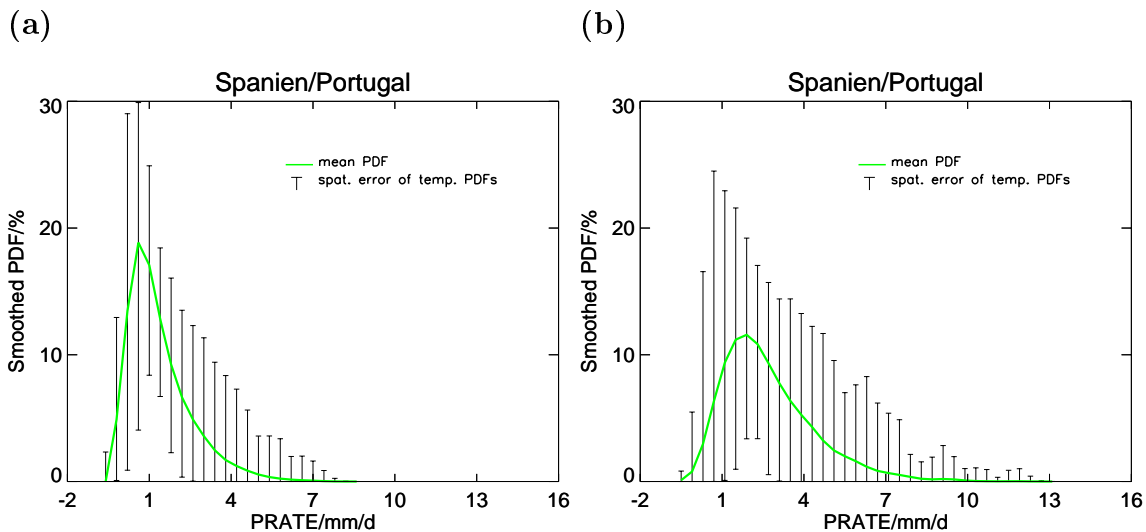 (a)
(b)
Spanien/Portugal
30
20
10
0
Smoothed PDF/%
mean PDF
spat. error of temp. PDFs
-2 1 4 7 10 13 16
PRATE/mm/d
Spanien/Portugal
30
20
10
0
Smoothed PDF/%
mean PDF
spat. error of temp. PDFs
-2 1 4 7 10 13 16
PRATE/mm/d